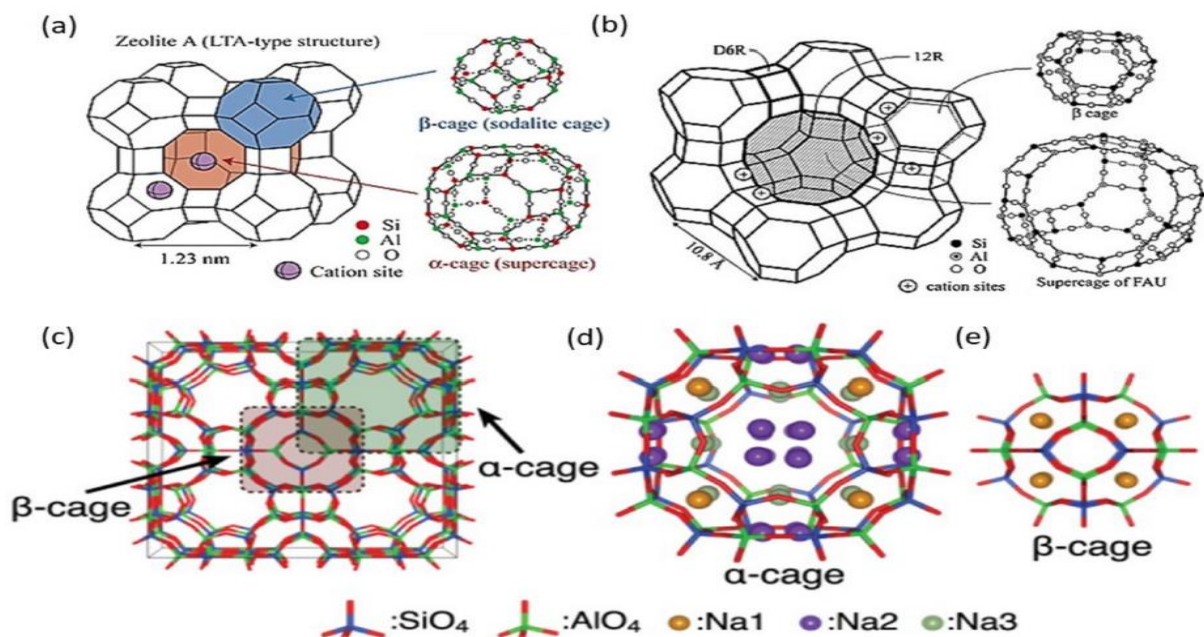 (a)
Zeolite A (LTA-type structure)
β-cage (sodalite cage)
Si
Al
O
1.23 nm
Cation site
α-cage (supercage)
(b)
D6R
12R
β cage
10.8 Å
Si
Al
O
cation sites
Supercage of FAU
(c)
β-cage
α-cage
(d)
α-cage
(e)
β-cage
:SiO₄ :AlO₄ :Na1 :Na2 :Na3